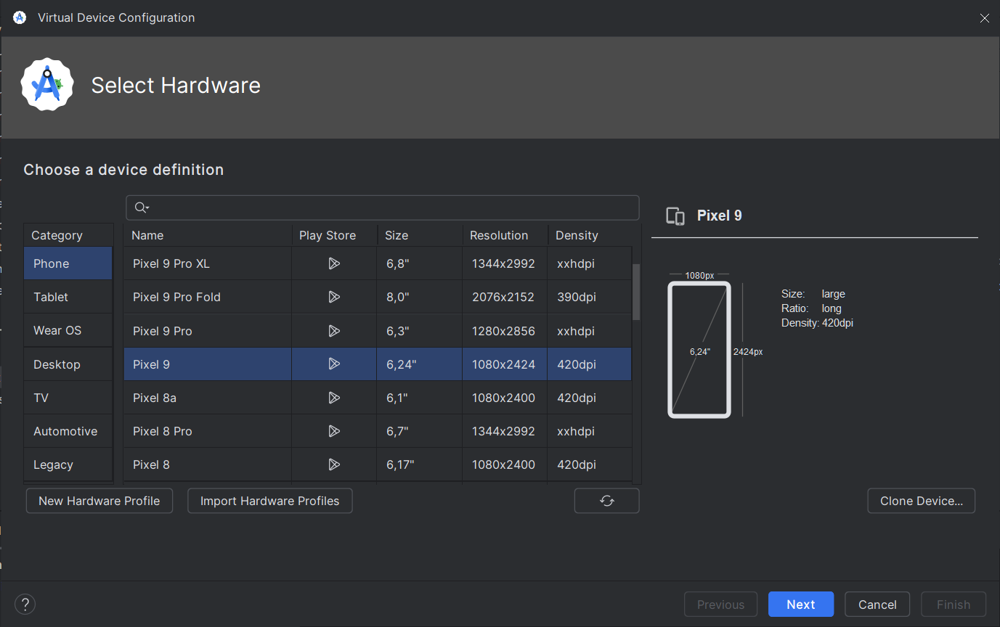 Virtual Device Configuration
Select Hardware
Choose a device definition
Category
Phone
Tablet
Wear OS
Desktop
TV
Automotive
Legacy
Name Play Store Size Resolution Density
Pixel 9 Pro XL 6,8" 1344x2992 xxhdpi
Pixel 9 Pro Fold 8,0" 2076x2152 390dpi
Pixel 9 Pro 6,3" 1280x2856 xxhdpi
Pixel 9 6,24" 1080x2424 420dpi
Pixel 8a 6,1" 1080x2400 420dpi
Pixel 8 Pro 6,7" 1344x2992 xxhdpi
Pixel 8 6,17" 1080x2400 420dpi
Pixel 9
1080px
6,24"
2424px
Size: large
Ratio: long
Density: 420dpi
New Hardware Profile Import Hardware Profiles Clone Device...
? Previous Next Cancel Finish